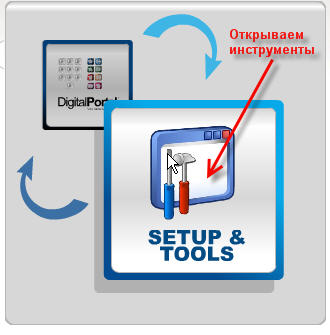 Открываем
инструменты
DigitalPortal
SETUP &
TOOLS